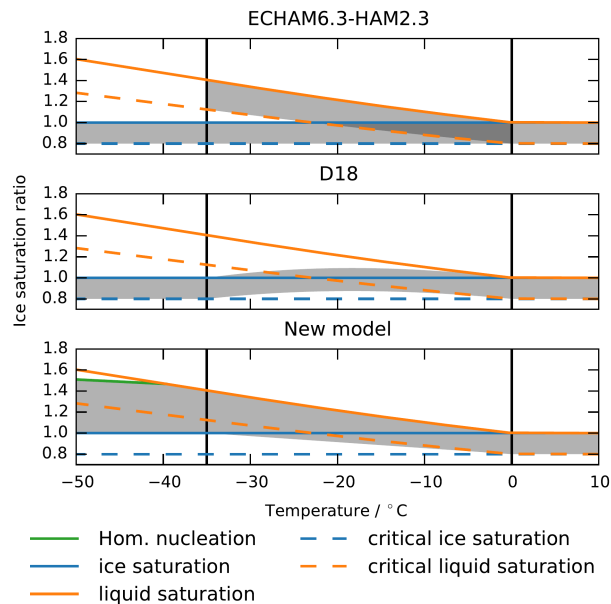 ECHAM6.3-HAM2.3
1.8
1.6
1.4
1.2
1.0
0.8
D18
1.8
1.6
1.4
1.2
1.0
0.8
Ice saturation ratio
New model
1.8
1.6
1.4
1.2
1.0
0.8
−50 −40 −30 −20 −10 0 10
Temperature / °C
Hom. nucleation critical ice saturation
ice saturation critical liquid saturation
liquid saturation